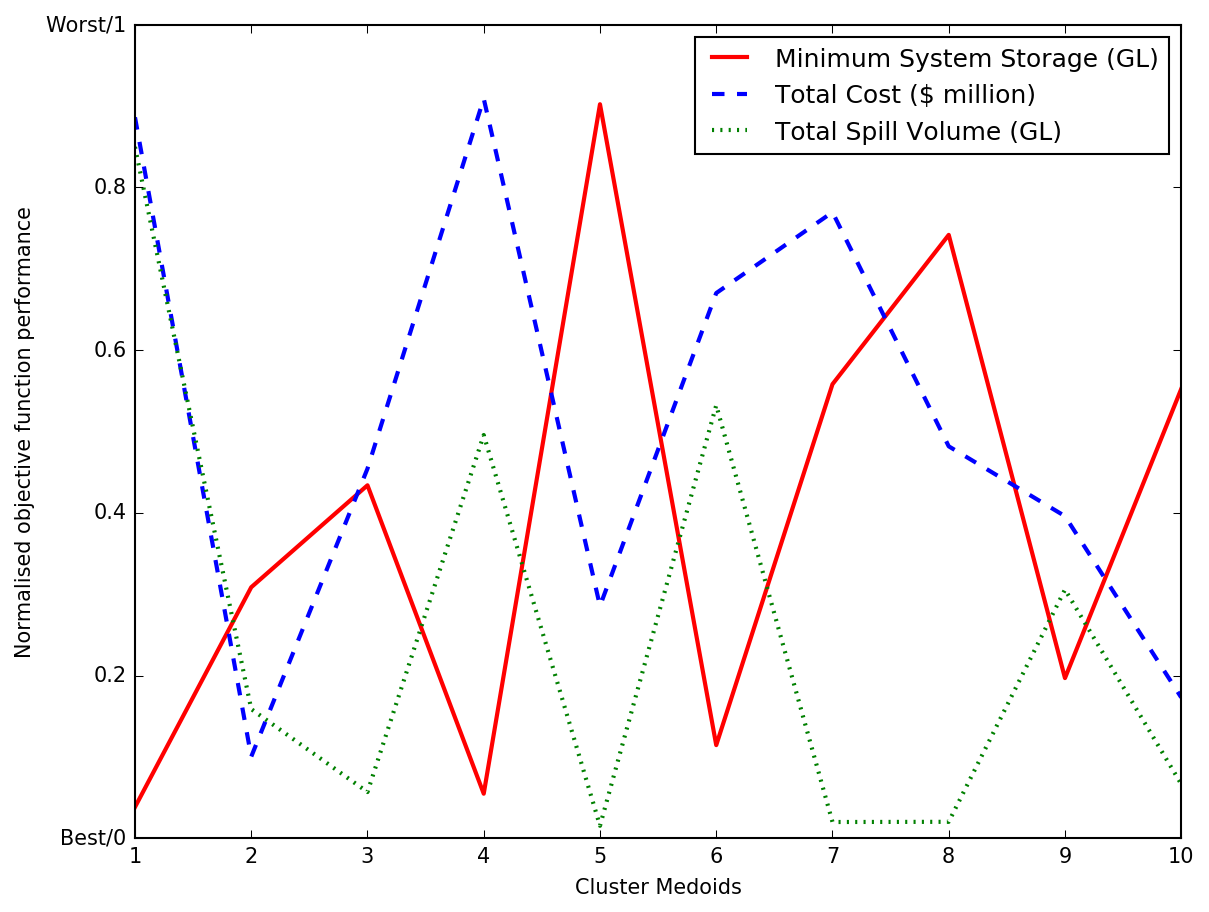 Worst/1
0.8
0.6
0.4
0.2
Best/0
Normalised objective function performance
Minimum System Storage (GL)
Total Cost ($ million)
Total Spill Volume (GL)
1 2 3 4 5 6 7 8 9 10
Cluster Medoids